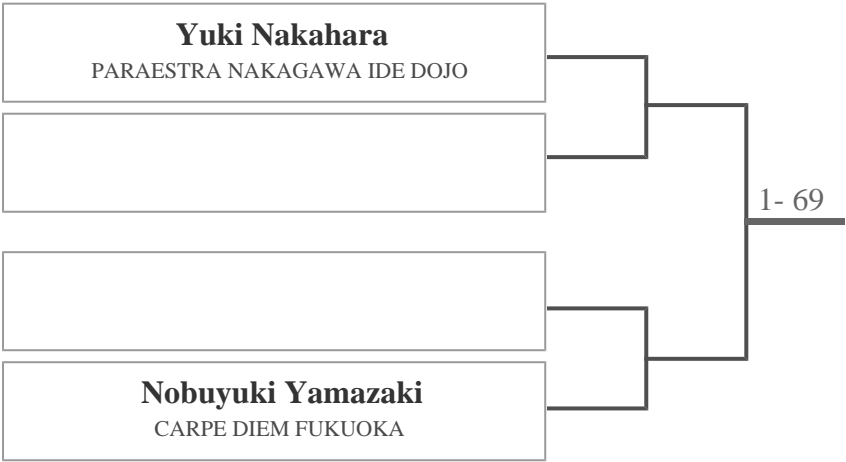 Yuki Nakahara
PARAESTRA NAKAGAWA IDE DOJO
1- 69
Nobuyuki Yamazaki
CARPE DIEM FUKUOKA